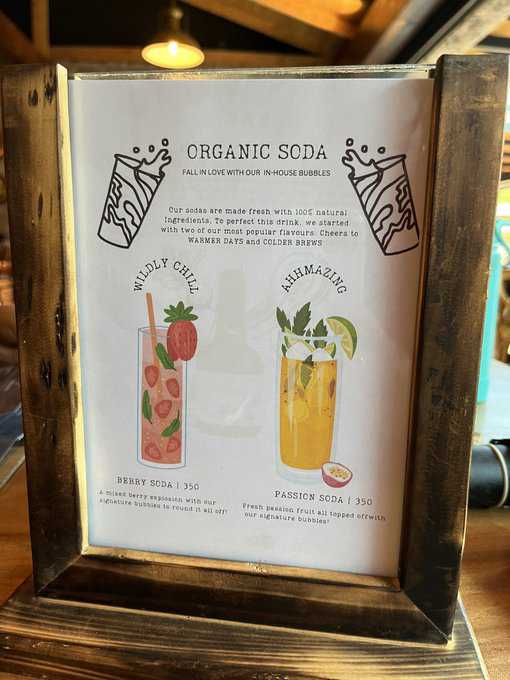 ORGANIC SODA
FALL IN LOVE WITH OUR IN-HOUSE BUBBLES
Our sodas are made fresh with 100% natural
Ingredients. To perfect this drink, we started
with two of our most popular flavours. Cheers to
WARMER DAYS and COLDER BREWS
WILDLY CHILL
AHHMAZING
BERRY SODA | 350
A mixed berry explosion with our
signature bubbles to round it all off!
PASSION SODA | 350
Fresh passion fruit all topped offwith
our signature bubbles!